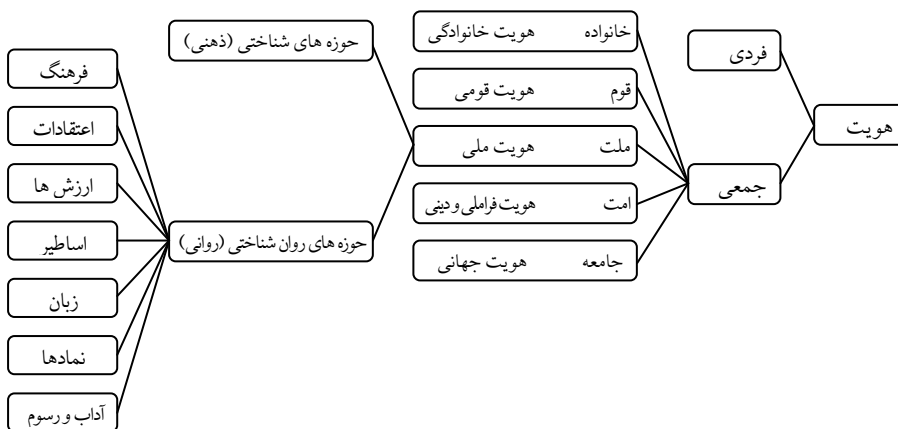 هویت
فردی
جمعی
خانواده هویت خانوادگی
قوم هویت قومی
ملت هویت ملی
امت هویت فراملی و دینی
جامعه هویت جهانی
حوزه های شناختی (ذهنی)
حوزه های روان شناختی (روانی)
فرهنگ
اعتقادات
ارزش ها
اساطیر
زبان
نمادها
آداب و رسوم